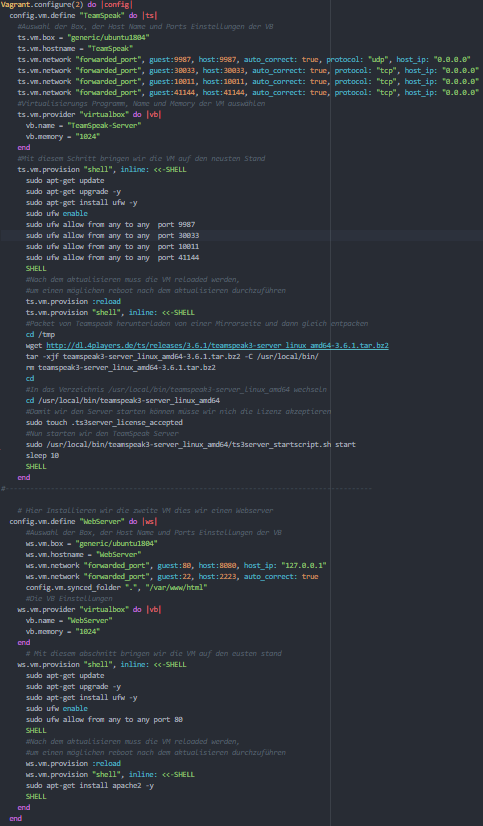 Vagrant.configure(2) do |config|
config.vm.define "TeamSpeak" do |ts|
#Auswahl der Box, der Host Name und Ports Einstellungen der VB
ts.vm.box = "generic/ubuntu1804"
ts.vm.hostname = "TeamSpeak"
ts.vm.network "forwarded_port", guest:9987, host:9987, auto_correct: true, protocol: "udp", host_ip: "0.0.0.0"
ts.vm.network "forwarded_port", guest:30033, host:30033, auto_correct: true, protocol: "tcp", host_ip: "0.0.0.0"
ts.vm.network "forwarded_port", guest:10011, host:10011, auto_correct: true, protocol: "tcp", host_ip: "0.0.0.0"
ts.vm.network "forwarded_port", guest:41144, host:41144, auto_correct: true, protocol: "tcp", host_ip: "0.0.0.0"
#Virtualisierungs Programm, Name und Memory der VM auswählen
ts.vm.provider "virtualbox" do |vb|
vb.name = "TeamSpeak-Server"
vb.memory = "1024"
end
#Mit diesem Schritt bringen wir die VM auf den neusten Stand
ts.vm.provision "shell", inline: <<-SHELL
sudo apt-get update
sudo apt-get upgrade -y
sudo apt-get install ufw -y
sudo ufw enable
sudo ufw allow from any to any  port 9987
sudo ufw allow from any to any  port 30033
sudo ufw allow from any to any  port 10011
sudo ufw allow from any to any  port 41144
SHELL
#Nach dem aktualisieren muss die VM reloaded werden,
#um einen möglichen reboot nach dem aktualisieren durchzuführen
ts.vm.provision :reload
ts.vm.provision "shell", inline: <<-SHELL
#Packet von Teamspeak herunterladen von einer Mirrorseite und dann gleich entpacken
cd /tmp
wget http://dl.4players.de/ts/releases/3.6.1/teamspeak3-server_linux_amd64-3.6.1.tar.bz2
tar -xjf teamspeak3-server_linux_amd64-3.6.1.tar.bz2 -C /usr/local/bin/
rm teamspeak3-server_linux_amd64-3.6.1.tar.bz2
cd
#In das Verzeichnis /usr/local/bin/teamspeak3-server_linux_amd64 wechseln
cd /usr/local/bin/teamspeak3-server_linux_amd64
#Damit wir den Server starten können müsse wir nich die Lizenz akzeptieren
sudo touch .ts3server_license_accepted
#Nun starten wir den TeamSpeak Server
sudo /usr/local/bin/teamspeak3-server_linux_amd64/ts3server_startscript.sh start
sleep 10
SHELL
end
#------------------------------------------------------------------------------------
# Hier Installieren wir die zweite VM dies wir einen Webserver
config.vm.define "WebServer" do |ws|
#Auswahl der Box, der Host Name und Ports Einstellungen der VB
ws.vm.box = "generic/ubuntu1804"
ws.vm.hostname = "WebServer"
ws.vm.network "forwarded_port", guest:80, host:8080, host_ip: "127.0.0.1"
ws.vm.network "forwarded_port", guest:22, host:2223, auto_correct: true
config.vm.synced_folder ".", "/var/www/html"
#Die VB Einstellungen
ws.vm.provider "virtualbox" do |vb|
vb.name = "WebServer"
vb.memory = "1024"
end
# Mit diesem abschnitt bringen wir die VM auf den eusten stand
ws.vm.provision "shell", inline: <<-SHELL
sudo apt-get update
sudo apt-get upgrade -y
sudo apt-get install ufw -y
sudo ufw enable
sudo ufw allow from any to any port 80
SHELL
#Nach dem aktualisieren muss die VM reloaded werden,
#um einen möglichen reboot nach dem aktualisieren durchzuführen
ws.vm.provision :reload
ws.vm.provision "shell", inline: <<-SHELL
sudo apt-get install apache2 -y
SHELL
end
end